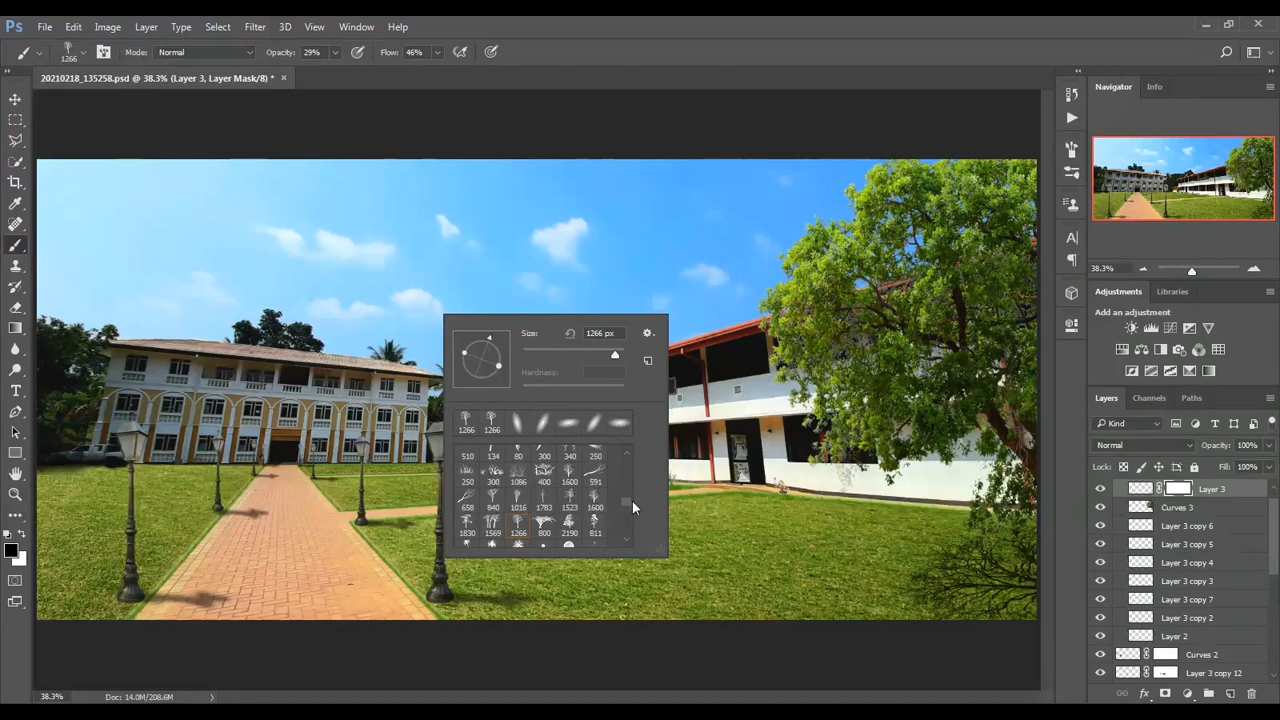 Ps File Edit Image Layer Type Select Filter 3D View Window Help
1266 Mode: Normal Opacity: 29% Flow: 46%
20210218_135258.psd @ 38.3% (Layer 3, Layer Mask/8) * ×
Navigator Info
38.3%
Adjustments Libraries
Add an adjustment
Size: 1266 px
Hardness:
1266 1266
510 134 80 300 340 250
250 300 1086 400 1600 591
658 840 1016 1783 1523 1600
1830 1569 1266 800 2190 811
Layers Channels Paths
Kind
Normal Opacity: 100%
Lock: Fill: 100%
Layer 3
Curves 3
Layer 3 copy 6
Layer 3 copy 5
Layer 3 copy 4
Layer 3 copy 3
Layer 3 copy 7
Layer 3 copy 2
Layer 2
Curves 2
Layer 3 copy 12
fx
38.3% Doc: 14.0M/208.6M